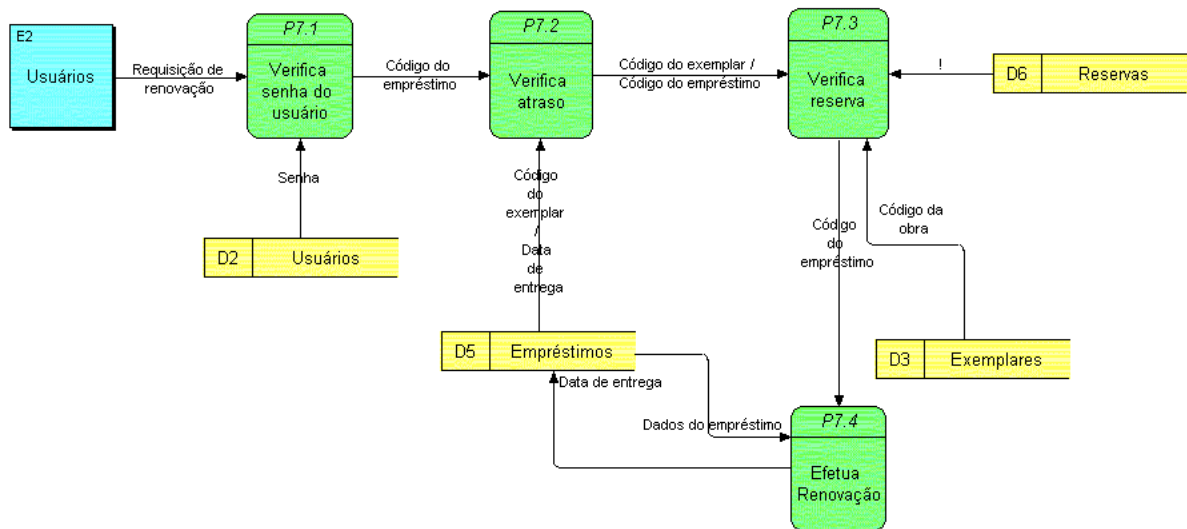 E2
Usuários
Requisição de
renovação
P7.1
Verifica
senha do
usuário
Código do
empréstimo
P7.2
Verifica
atraso
Código do exemplar /
Código do empréstimo
P7.3
Verifica
reserva
!
D6
Reservas
Senha
D2
Usuários
Código
do
exemplar
/
Data
de
entrega
Código
do
empréstimo
Código da
obra
D5
Empréstimos
D3
Exemplares
Data de entrega
Dados do empréstimo
P7.4
Efetua
Renovação